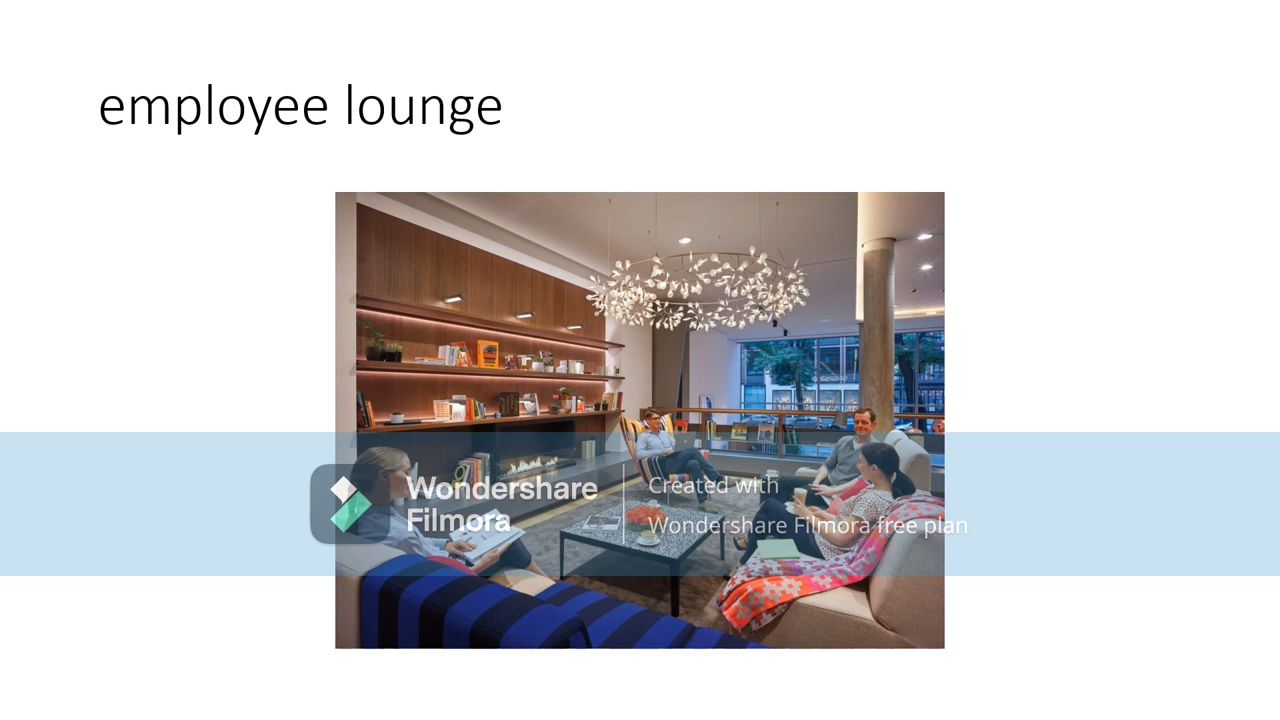 employee lounge
Wondershare
Filmora
Created with
Wondershare Filmora free plan